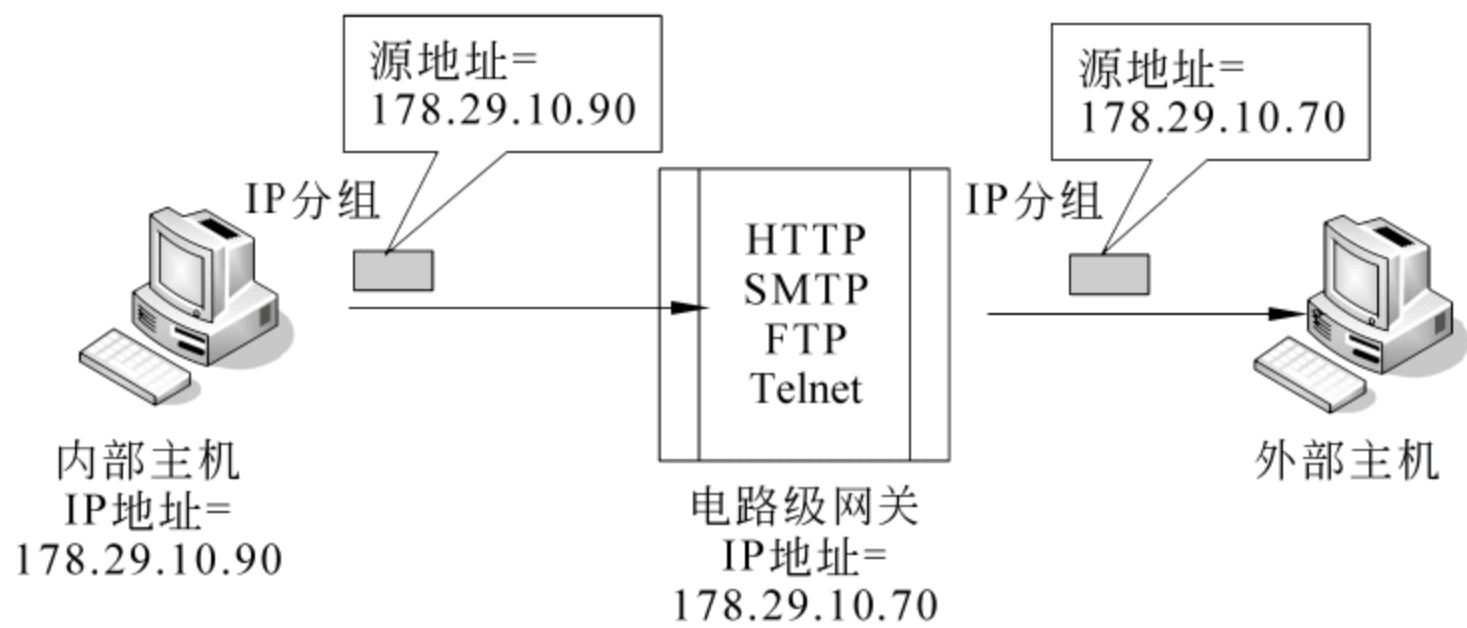 源地址=
178.29.10.90
源地址=
178.29.10.70
IP分组
IP分组
HTTP
SMTP
FTP
Telnet
内部主机
IP地址=
178.29.10.90
电路级网关
IP地址=
178.29.10.70
外部主机